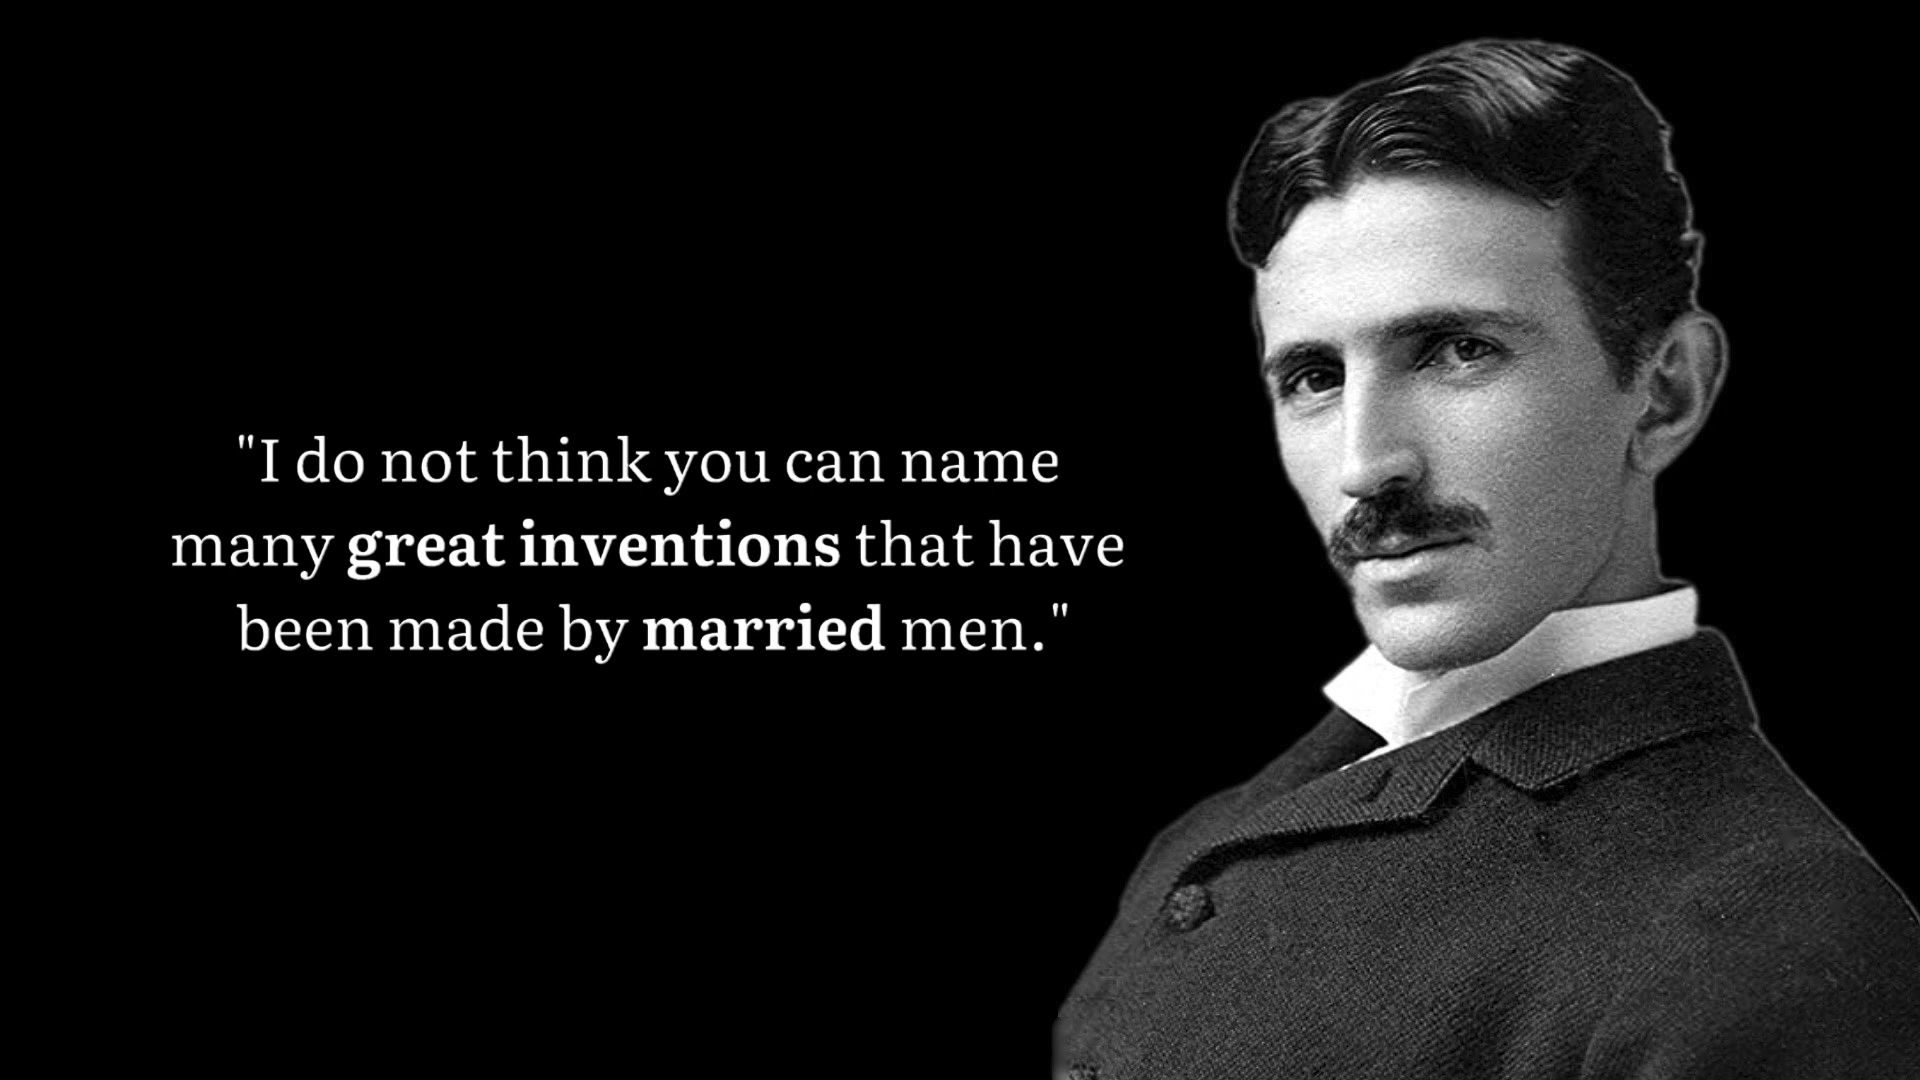 "I do not think you can name
many great inventions that have
been made by married men."